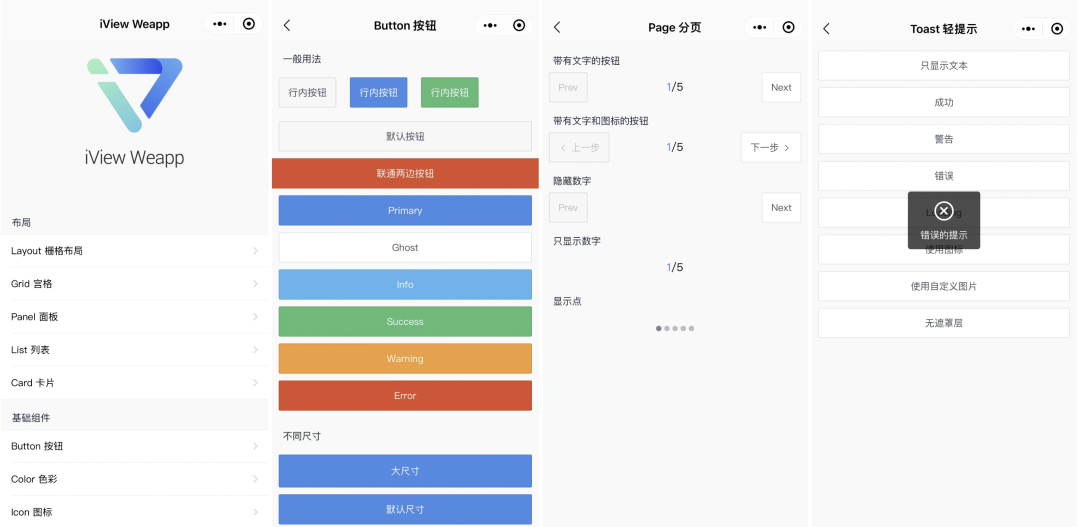 iView Weapp
iView Weapp
布局
Layout 栅格布局
Grid 宫格
Panel 面板
List 列表
Card 卡片
基础组件
Button 按钮
Color 色彩
Icon 图标
Button 按钮
一般用法
行内按钮 行内按钮 行内按钮
默认按钮
联通两边按钮
Primary
Ghost
Info
Success
Warning
Error
不同尺寸
大尺寸
默认尺寸
Page 分页
带有文字的按钮
Prev 1/5 Next
带有文字和图标的按钮
上一步 1/5 下一步
隐藏数字
Prev Next
只显示数字
1/5
显示点
Toast 轻提示
只显示文本
成功
警告
错误
错误的提示
使用图标
使用自定义图片
无遮罩层